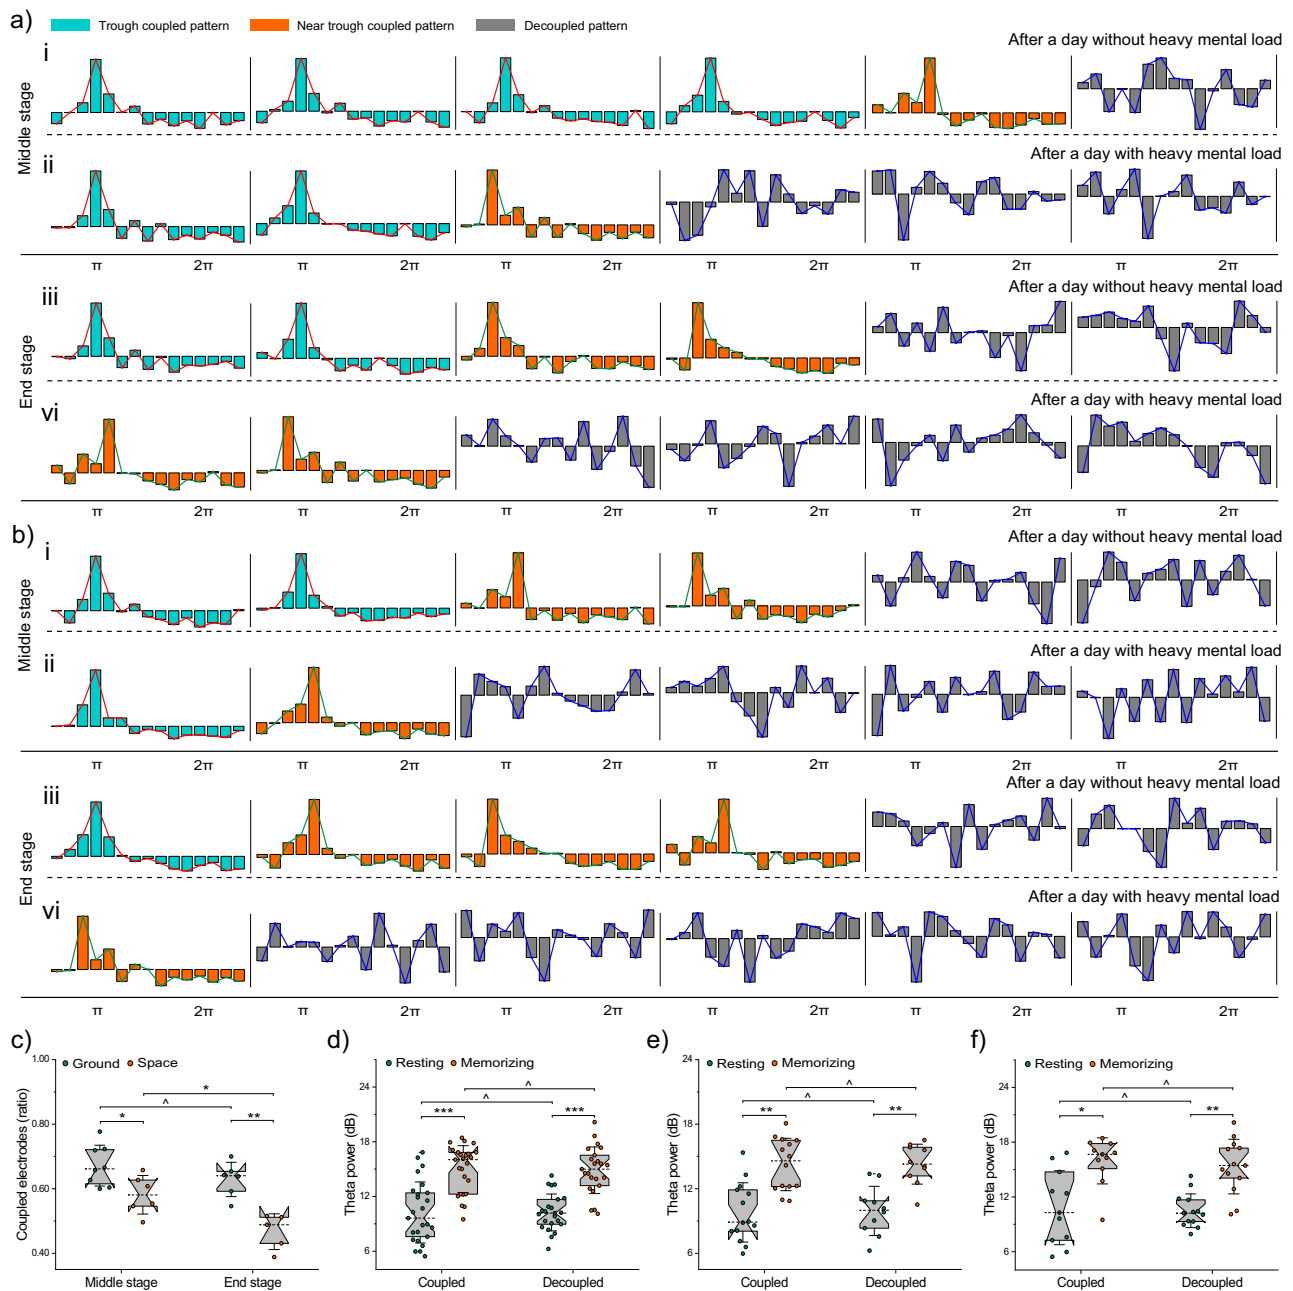 a)
Trough coupled pattern
Near trough coupled pattern
Decoupled pattern
i
After a day without heavy mental load
Middle stage
ii
After a day with heavy mental load
π 2π π 2π π 2π π 2π π 2π π 2π
iii
After a day without heavy mental load
End stage
vi
After a day with heavy mental load
π 2π π 2π π 2π π 2π π 2π π 2π
b)
i
After a day without heavy mental load
Middle stage
ii
After a day with heavy mental load
π 2π π 2π π 2π π 2π π 2π π 2π
iii
After a day without heavy mental load
End stage
vi
After a day with heavy mental load
π 2π π 2π π 2π π 2π π 2π π 2π
c)
Ground Space
Coupled electrodes (ratio)
1.00
0.80
0.60
0.40
*
^
* **
Middle stage End stage
d)
Resting Memorizing
Theta power (dB)
24
18
12
6
^
^
*** ***
Coupled Decoupled
e)
Resting Memorizing
Theta power (dB)
24
18
12
6
^
^
** **
Coupled Decoupled
f)
Resting Memorizing
Theta power (dB)
24
18
12
6
^
^
* **
Coupled Decoupled